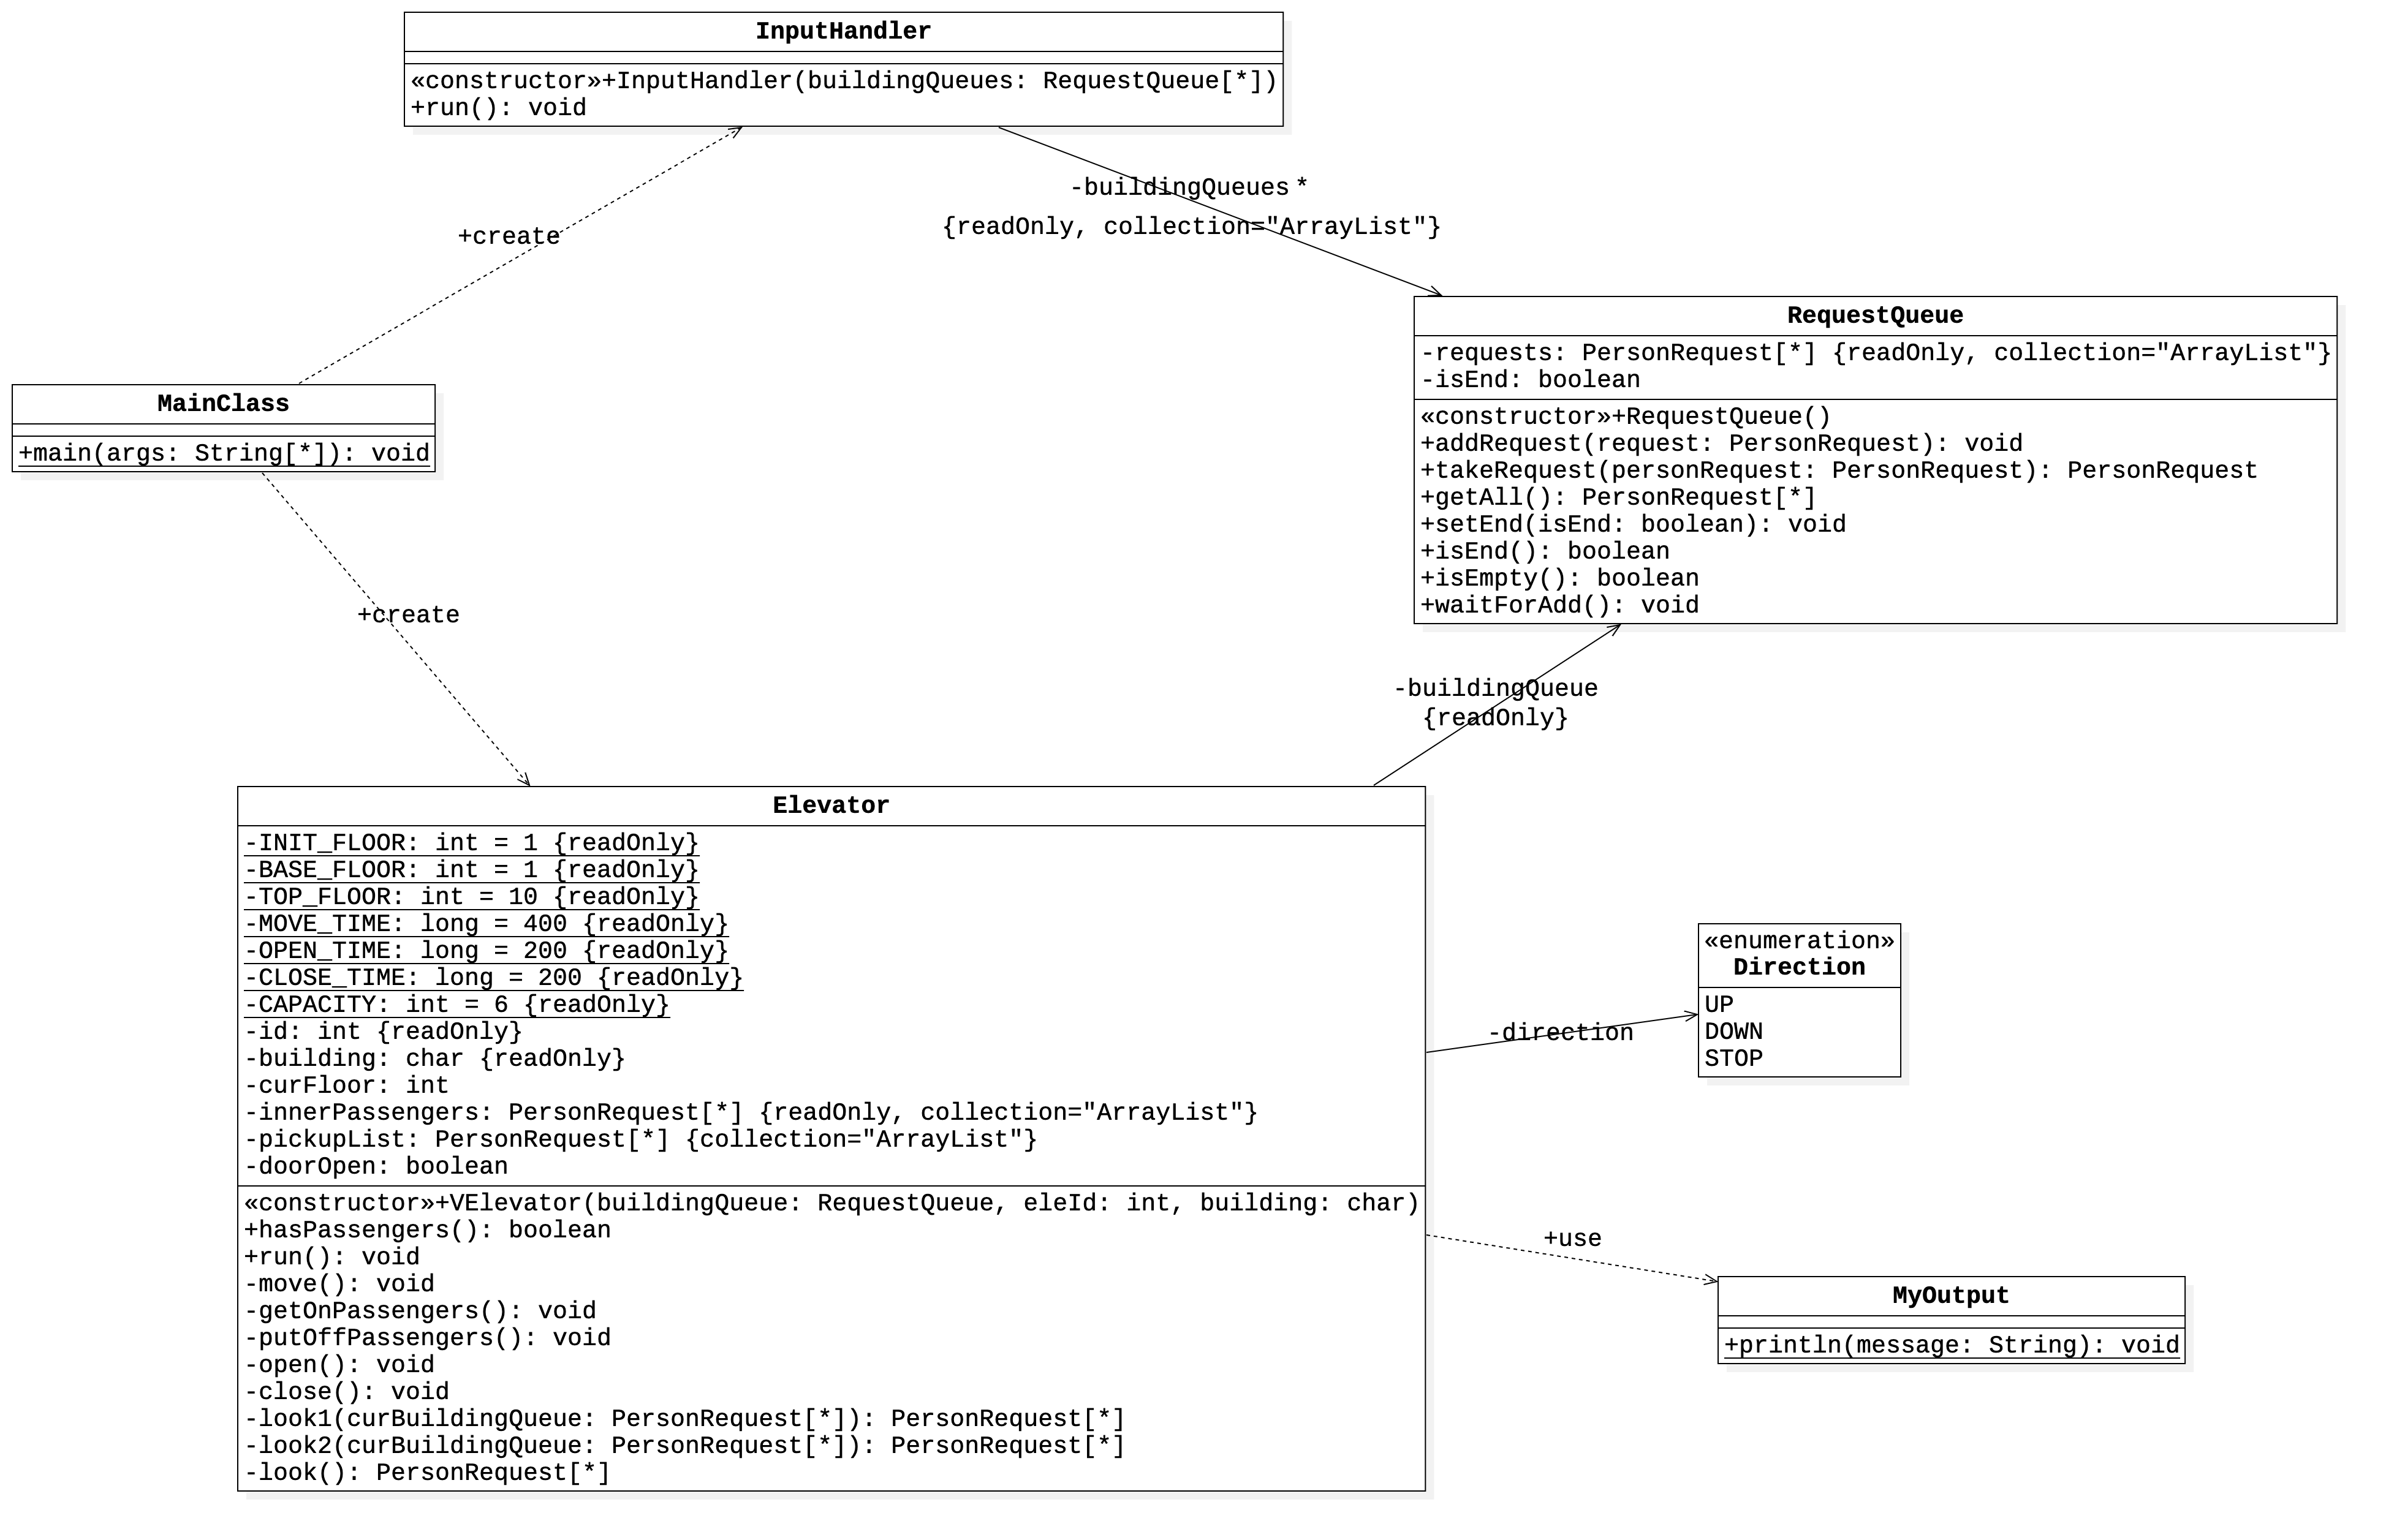 InputHandler
«constructor»+InputHandler(buildingQueues: RequestQueue[*])
+run(): void
-buildingQueues *
{readOnly, collection="ArrayList"}
+create
RequestQueue
-requests: PersonRequest[*] {readOnly, collection="ArrayList"}
-isEnd: boolean
«constructor»+RequestQueue()
+addRequest(request: PersonRequest): void
+takeRequest(personRequest: PersonRequest): PersonRequest
+getAll(): PersonRequest[*]
+setEnd(isEnd: boolean): void
+isEnd(): boolean
+isEmpty(): boolean
+waitForAdd(): void
MainClass
+main(args: String[*]): void
+create
-buildingQueue
{readOnly}
Elevator
-INIT_FLOOR: int = 1 {readOnly}
-BASE_FLOOR: int = 1 {readOnly}
-TOP_FLOOR: int = 10 {readOnly}
-MOVE_TIME: long = 400 {readOnly}
-OPEN_TIME: long = 200 {readOnly}
-CLOSE_TIME: long = 200 {readOnly}
-CAPACITY: int = 6 {readOnly}
-id: int {readOnly}
-building: char {readOnly}
-curFloor: int
-innerPassengers: PersonRequest[*] {readOnly, collection="ArrayList"}
-pickupList: PersonRequest[*] {collection="ArrayList"}
-doorOpen: boolean
«constructor»+VElevator(buildingQueue: RequestQueue, eleId: int, building: char)
+hasPassengers(): boolean
+run(): void
-move(): void
-getOnPassengers(): void
-putOffPassengers(): void
-open(): void
-close(): void
-look1(curBuildingQueue: PersonRequest[*]): PersonRequest[*]
-look2(curBuildingQueue: PersonRequest[*]): PersonRequest[*]
-look(): PersonRequest[*]
-direction
«enumeration»
Direction
UP
DOWN
STOP
+use
MyOutput
+println(message: String): void